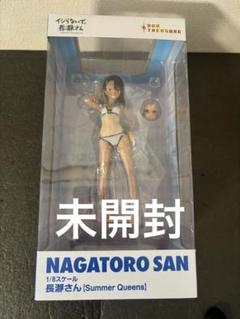 イジらないで、
長瀞さん
未開封
NAGATORO SAN
1/8スケール
長瀞さん [Summer Queens]